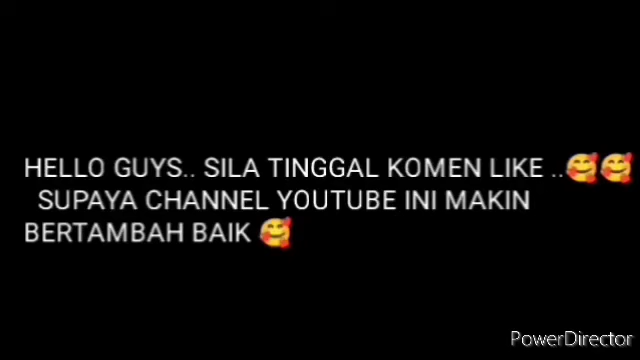 HELLO GUYS.. SILA TINGGAL KOMEN LIKE ..🥰🥰
SUPAYA CHANNEL YOUTUBE INI MAKIN
BERTAMBAH BAIK 🥰
PowerDirector